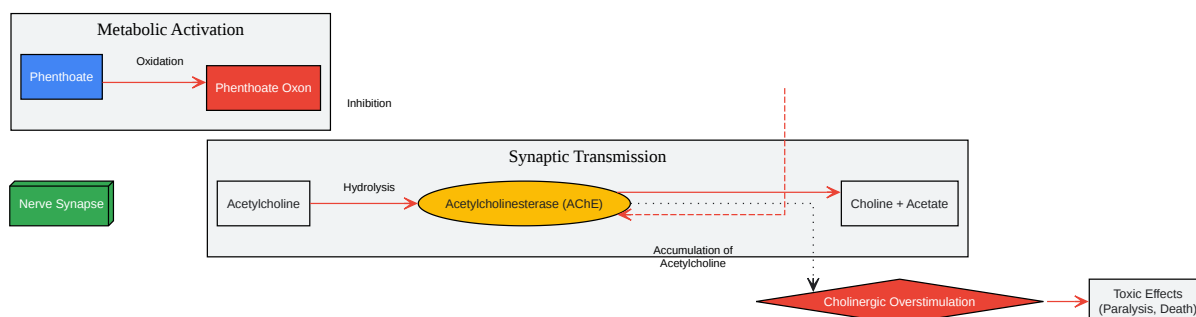 Metabolic Activation
Phenthoate
Oxidation
Phenthoate Oxon
Inhibition
Synaptic Transmission
Nerve Synapse
Acetylcholine
Hydrolysis
Acetylcholinesterase (AChE)
Choline + Acetate
Accumulation of
Acetylcholine
Cholinergic Overstimulation
Toxic Effects
(Paralysis, Death)